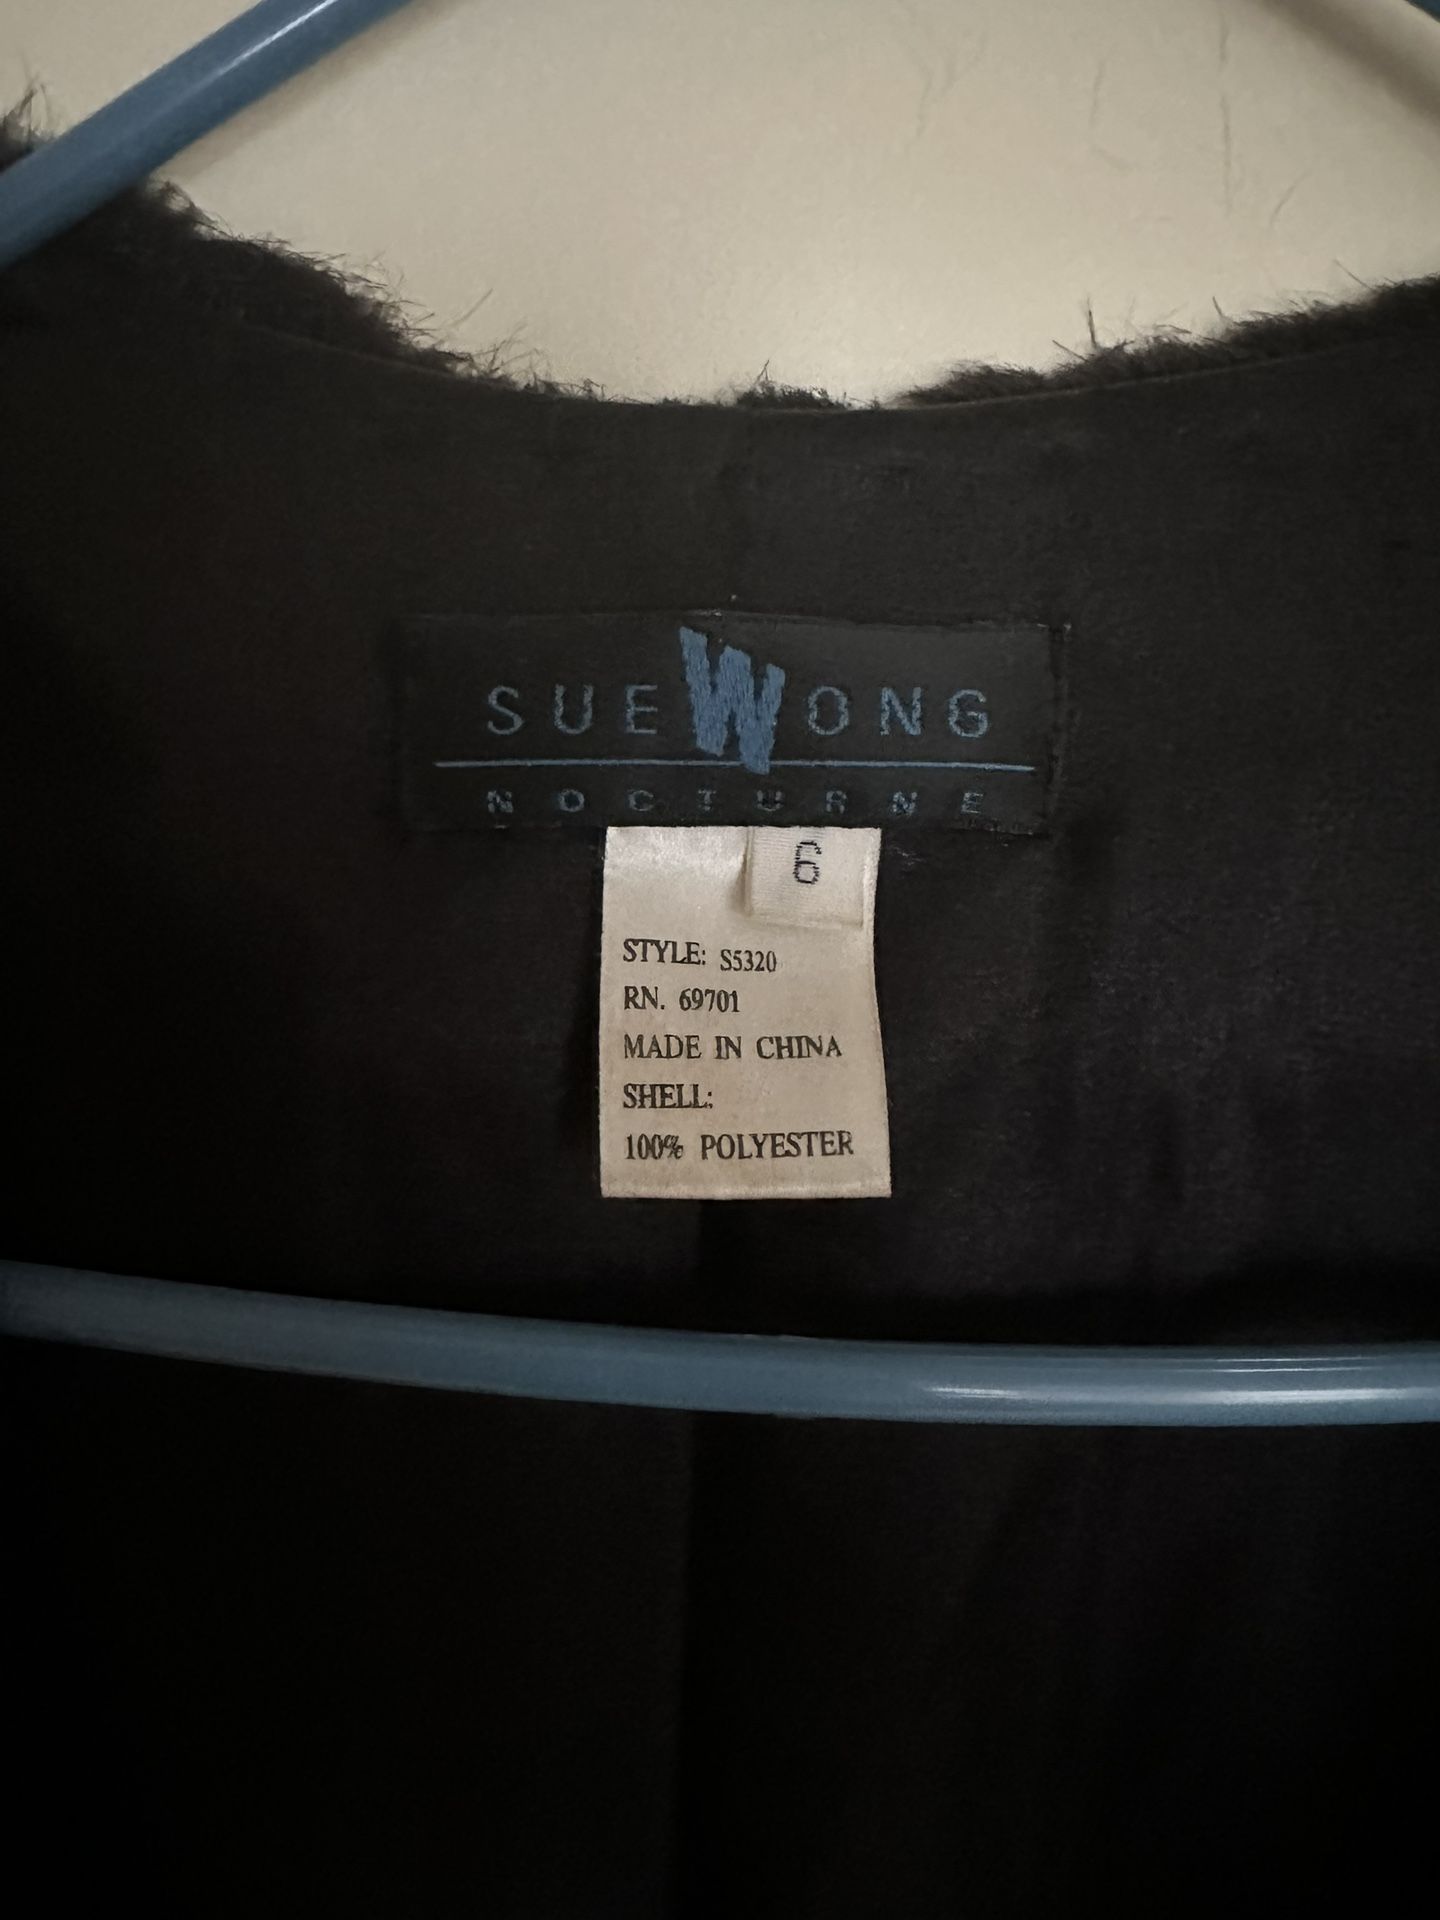 SUE WONG
NOCTURNE
6
STYLE: S5320
RN. 69701
MADE IN CHINA
SHELL:
100% POLYESTER